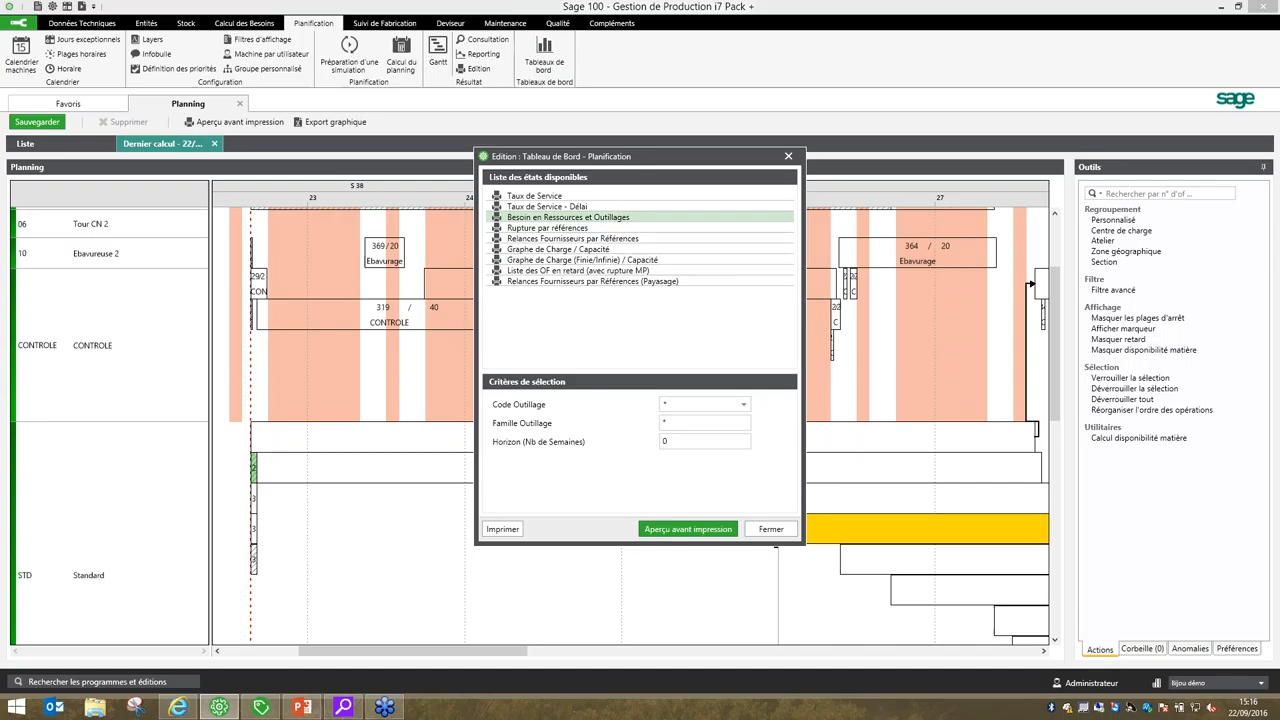 Sage 100 - Gestion de Production i7 Pack +
Données Techniques
Entités
Stock
Calcul des Besoins
Planification
Suivi de Fabrication
Deviseur
Maintenance
Qualité
Compléments
15
Calendrier machines
Jours exceptionnels
Plages horaires
Horaire
Calendrier
Layers
Infobulle
Définition des priorités
Filtres d'affichage
Machine par utilisateur
Groupe personnalisé
Configuration
Préparation d'une simulation
Calcul du planning
Planification
Gantt
Consultation
Reporting
Edition
Résultat
Tableaux de bord
Tableaux de bord
Favoris
Planning
sage
Sauvegarder
Supprimer
Aperçu avant impression
Export graphique
Liste
Dernier calcul - 22/...
Planning
S 38
23
24
27
06 Tour CN 2
10 Ebavureuse 2
369/20
Ebavurage
364 / 20
Ebavurage
29/2
CON
319 / 40
CONTROLE
CONTROLE CONTROLE
STD Standard
Edition : Tableau de Bord - Planification
Liste des états disponibles
Taux de Service
Taux de Service - Délai
Besoin en Ressources et Outillages
Rupture par références
Relances Fournisseurs par Références
Graphe de Charge / Capacité
Graphe de Charge (Finie/Infinie) / Capacité
Liste des OF en retard (avec rupture MP)
Relances Fournisseurs par Références (Payasage)
Critères de sélection
Code Outillage *
Famille Outillage *
Horizon (Nb de Semaines) 0
Imprimer
Aperçu avant impression
Fermer
Outils
Rechercher par n° d'of ...
Regroupement
Personnalisé
Centre de charge
Atelier
Zone géographique
Section
Filtre
Filtre avancé
Affichage
Masquer les plages d'arrêt
Afficher marqueur
Masquer retard
Masquer disponibilité matière
Sélection
Verrouiller la sélection
Déverrouiller la sélection
Déverrouiller tout
Réorganiser l'ordre des opérations
Utilitaires
Calcul disponibilité matière
Actions
Corbeille (0)
Anomalies
Préférences
Rechercher les programmes et éditions
Administrateur
Bijou démo
15:16
22/09/2016